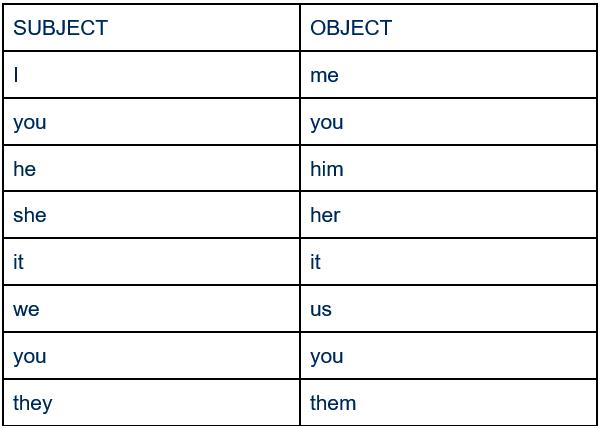 SUBJECT OBJECT
I me
you you
he him
she her
it it
we us
you you
they them